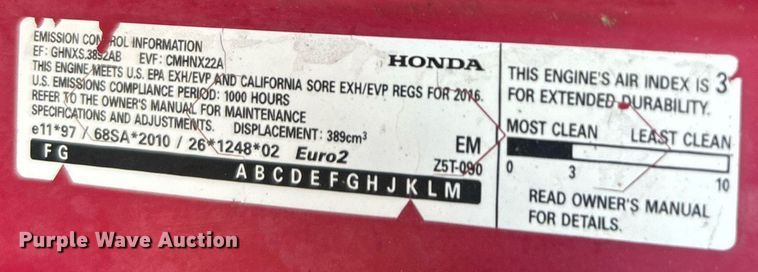 EMISSION CONTROL INFORMATION
EF: GHNXS.3892AB EVF: CMHNX22A HONDA
THIS ENGINE MEETS U.S. EPA EXH/EVP AND CALIFORNIA SORE EXH/EVP REGS FOR 2016.
U.S. EMISSIONS COMPLIANCE PERIOD: 1000 HOURS
REFER TO THE OWNER'S MANUAL FOR MAINTENANCE
SPECIFICATIONS AND ADJUSTMENTS. DISPLACEMENT: 389cm³
e11*97 / 68SA*2010 / 26*1248*02 Euro2
EM
Z5T-090
F G
A B C D E F G H J K L M
THIS ENGINE'S AIR INDEX IS 3
FOR EXTENDED DURABILITY.
MOST CLEAN LEAST CLEAN
0 3 10
READ OWNER'S MANUAL
FOR DETAILS.
Purple Wave Auction